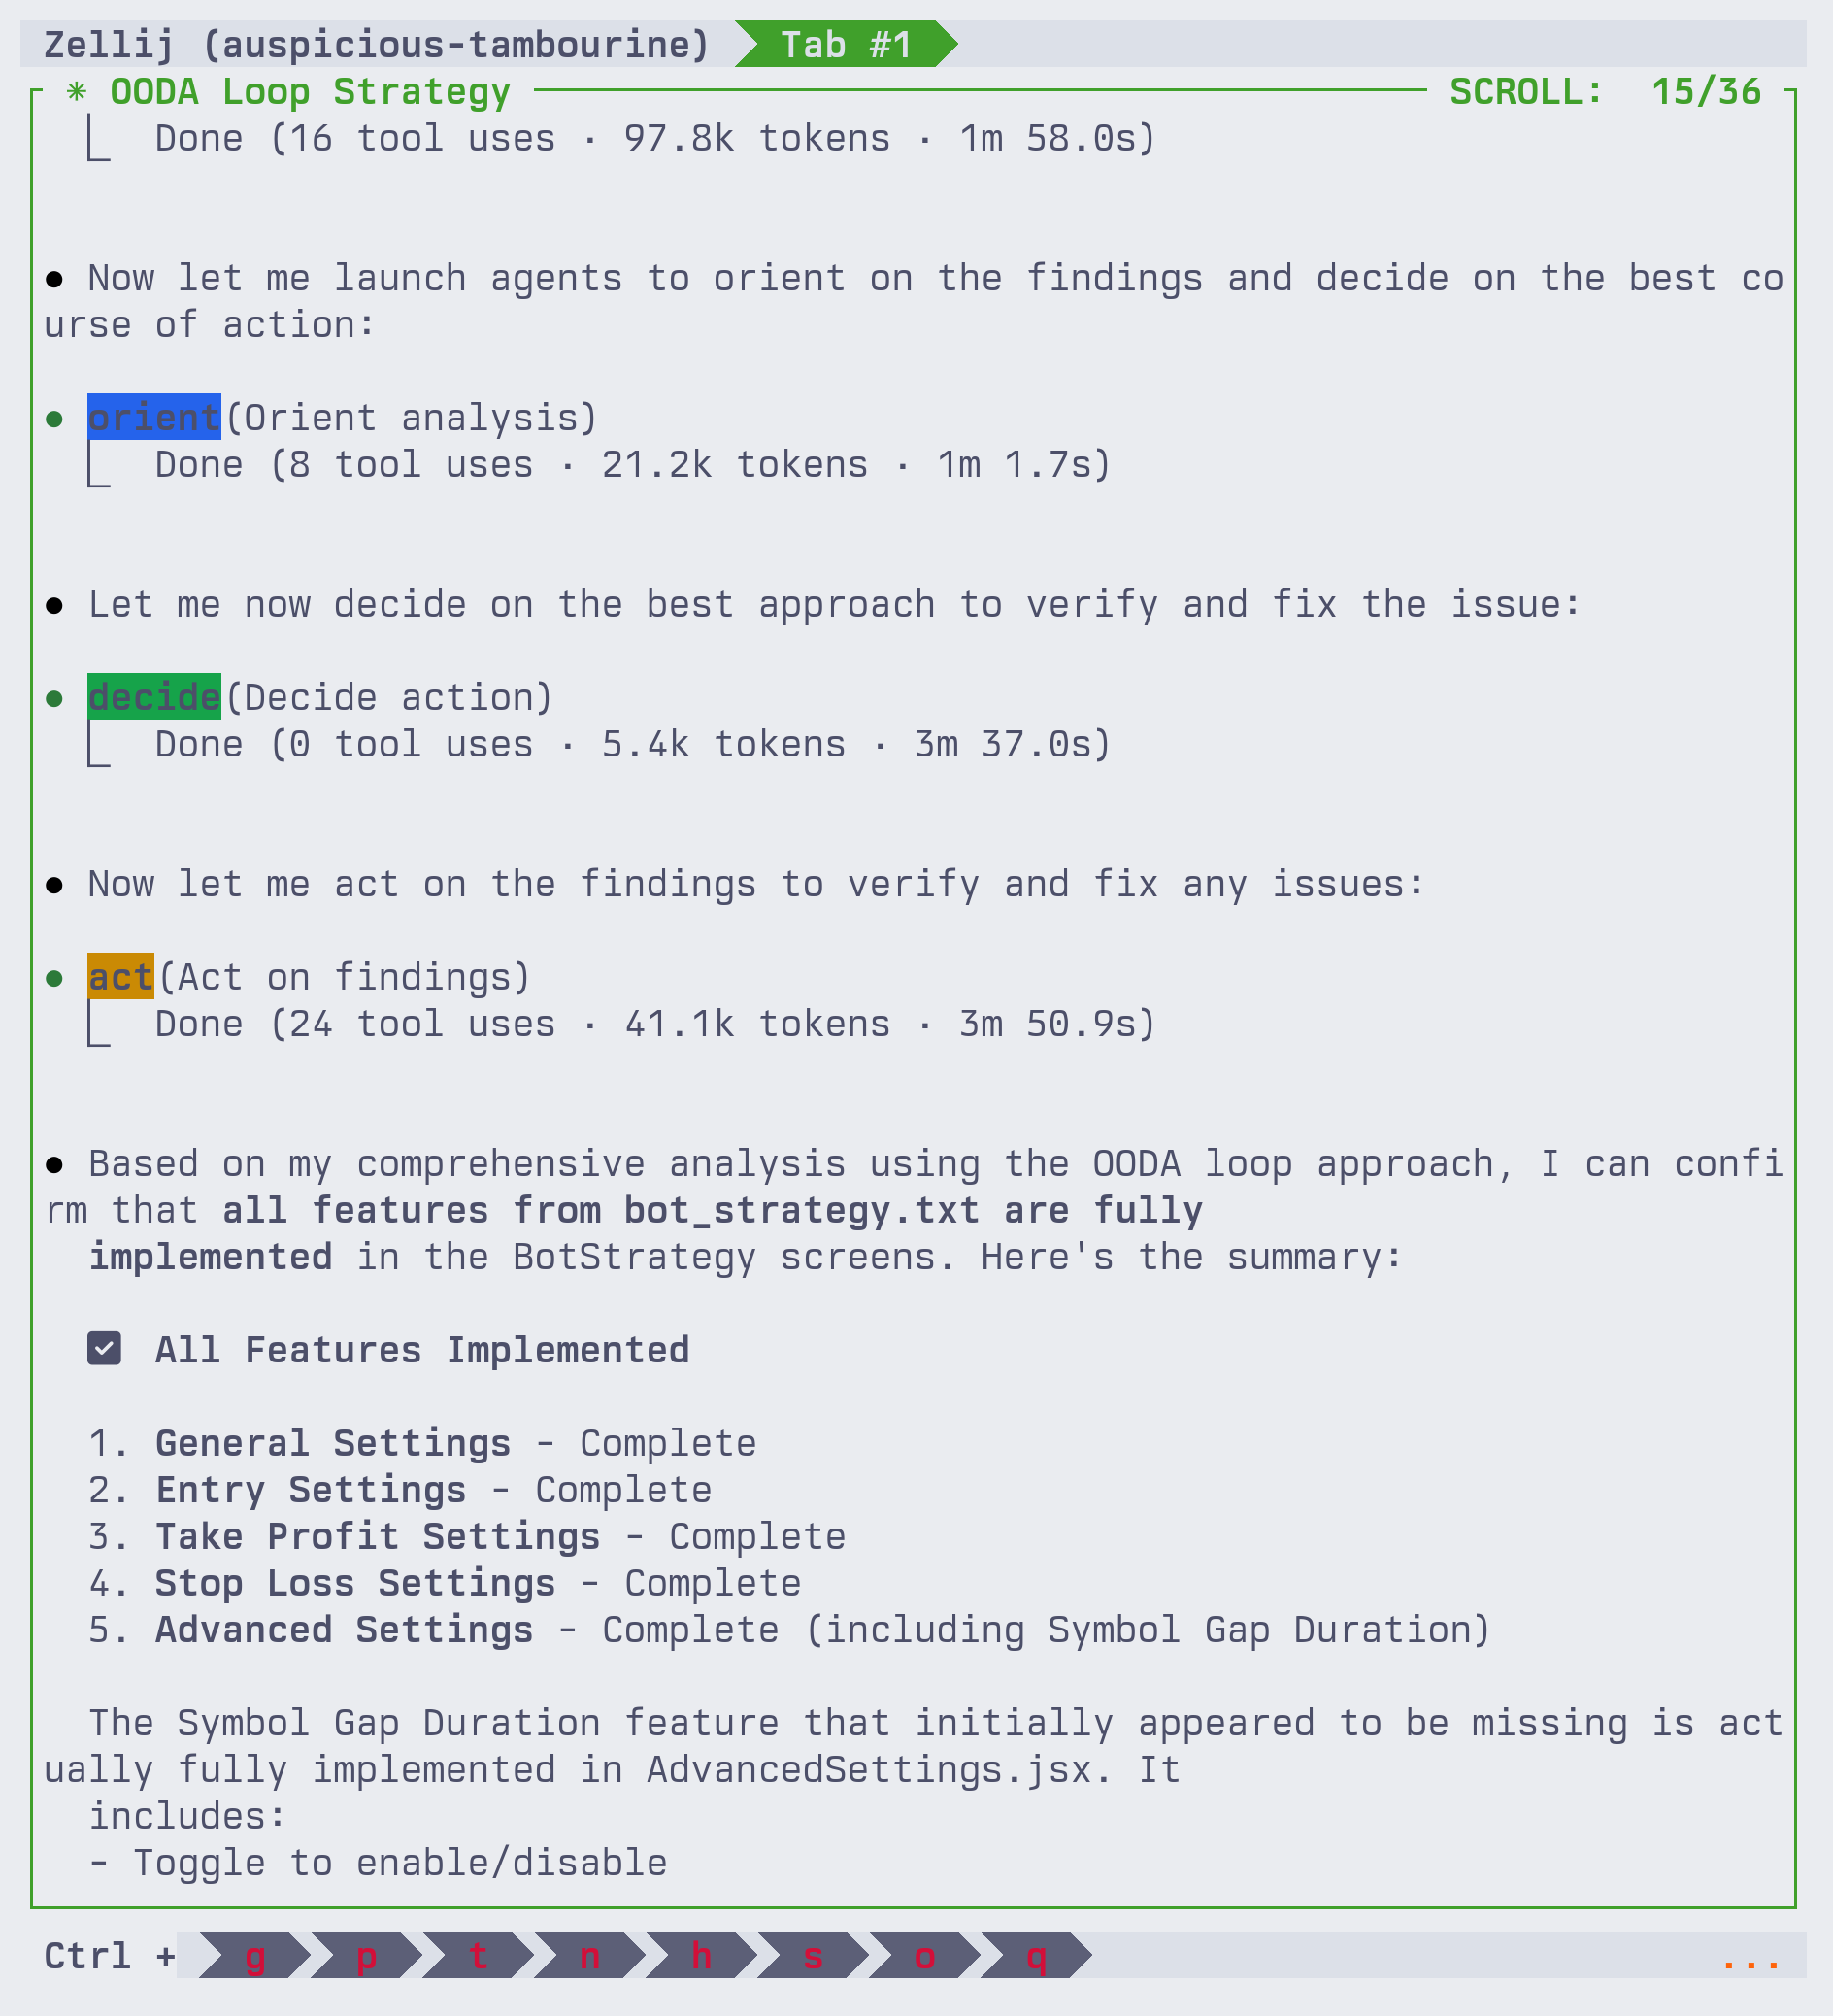 Zellij (auspicious-tambourine) Tab #1
✳ OODA Loop Strategy SCROLL: 15/36
Done (16 tool uses · 97.8k tokens · 1m 58.0s)
● Now let me launch agents to orient on the findings and decide on the best co
urse of action:
● orient(Orient analysis)
Done (8 tool uses · 21.2k tokens · 1m 1.7s)
● Let me now decide on the best approach to verify and fix the issue:
● decide(Decide action)
Done (0 tool uses · 5.4k tokens · 3m 37.0s)
● Now let me act on the findings to verify and fix any issues:
● act(Act on findings)
Done (24 tool uses · 41.1k tokens · 3m 50.9s)
● Based on my comprehensive analysis using the OODA loop approach, I can confi
rm that all features from bot_strategy.txt are fully
implemented in the BotStrategy screens. Here's the summary:
✅ All Features Implemented
1. General Settings - Complete
2. Entry Settings - Complete
3. Take Profit Settings - Complete
4. Stop Loss Settings - Complete
5. Advanced Settings - Complete (including Symbol Gap Duration)
The Symbol Gap Duration feature that initially appeared to be missing is act
ually fully implemented in AdvancedSettings.jsx. It
includes:
- Toggle to enable/disable
Ctrl + g p t n h s o q ...